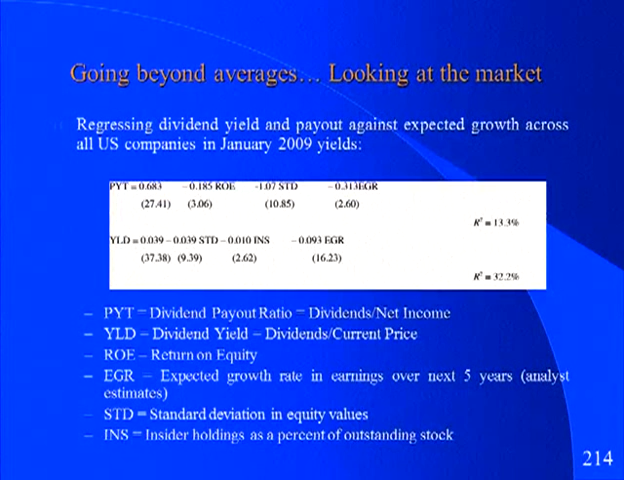 Going beyond averages… Looking at the market
Regressing dividend yield and payout against expected growth across
all US companies in January 2009 yields:
PYT = 0.683 – 0.185 ROE -1.07 STD – 0.313EGR
(27.41) (3.06) (10.85) (2.60)
R² = 13.3%
YLD = 0.039 – 0.039 STD – 0.010 INS – 0.093 EGR
(37.38) (9.39) (2.62) (16.23)
R² = 32.2%
– PYT = Dividend Payout Ratio = Dividends/Net Income
– YLD = Dividend Yield = Dividends/Current Price
– ROE = Return on Equity
– EGR = Expected growth rate in earnings over next 5 years (analyst
estimates)
– STD = Standard deviation in equity values
– INS = Insider holdings as a percent of outstanding stock
214